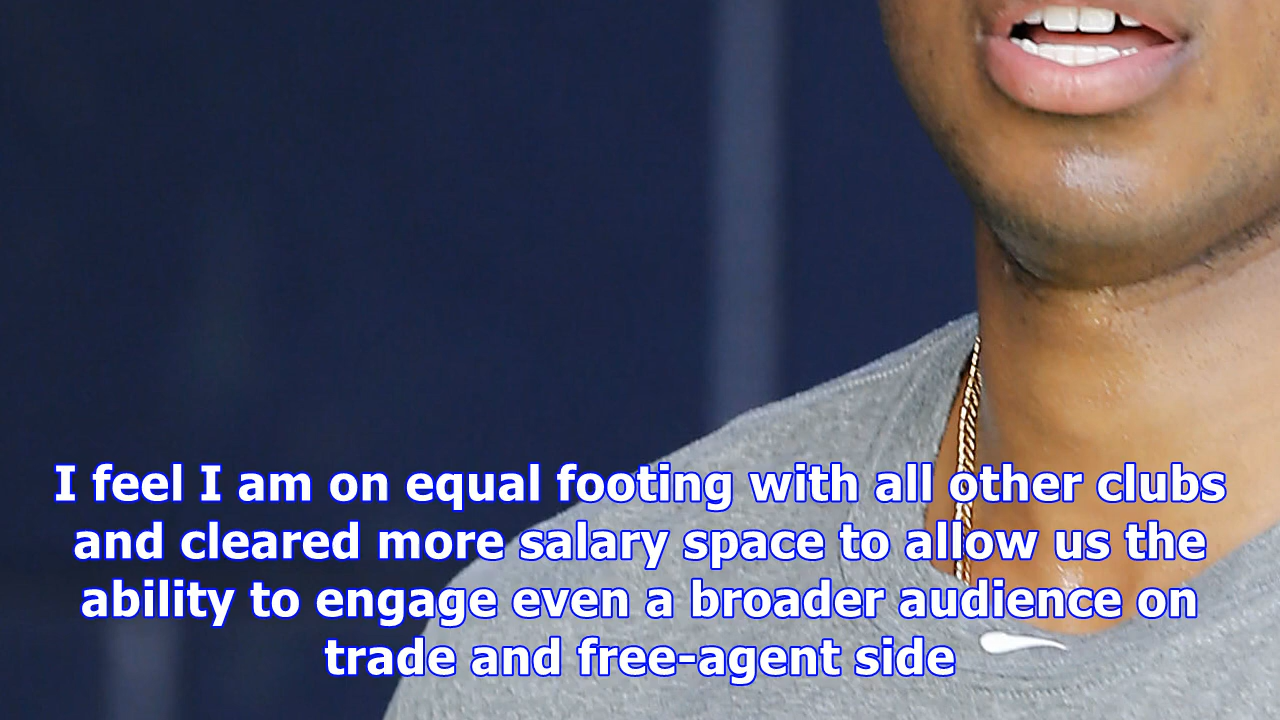 I feel I am on equal footing with all other clubs
and cleared more salary space to allow us the
ability to engage even a broader audience on
trade and free-agent side